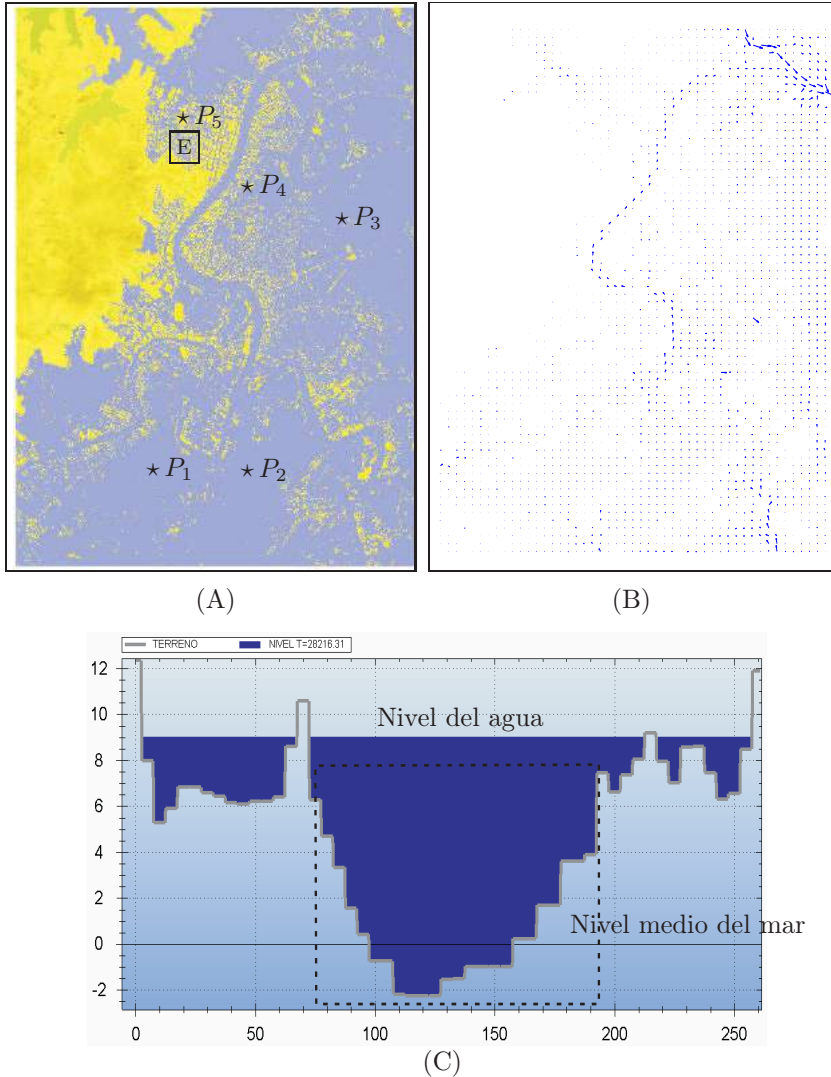 P5
E
P4
P3
P1
P2
(A)
(B)
TERRENO NIVEL T=28216.31
12
10
8
6
4
2
0
-2
Nivel del agua
Nivel medio del mar
0 50 100 150 200 250
(C)